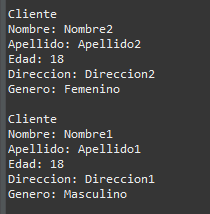 Cliente
Nombre: Nombre2
Apellido: Apellido2
Edad: 18
Direccion: Direccion2
Genero: Femenino

Cliente
Nombre: Nombre1
Apellido: Apellido1
Edad: 18
Direccion: Direccion1
Genero: Masculino